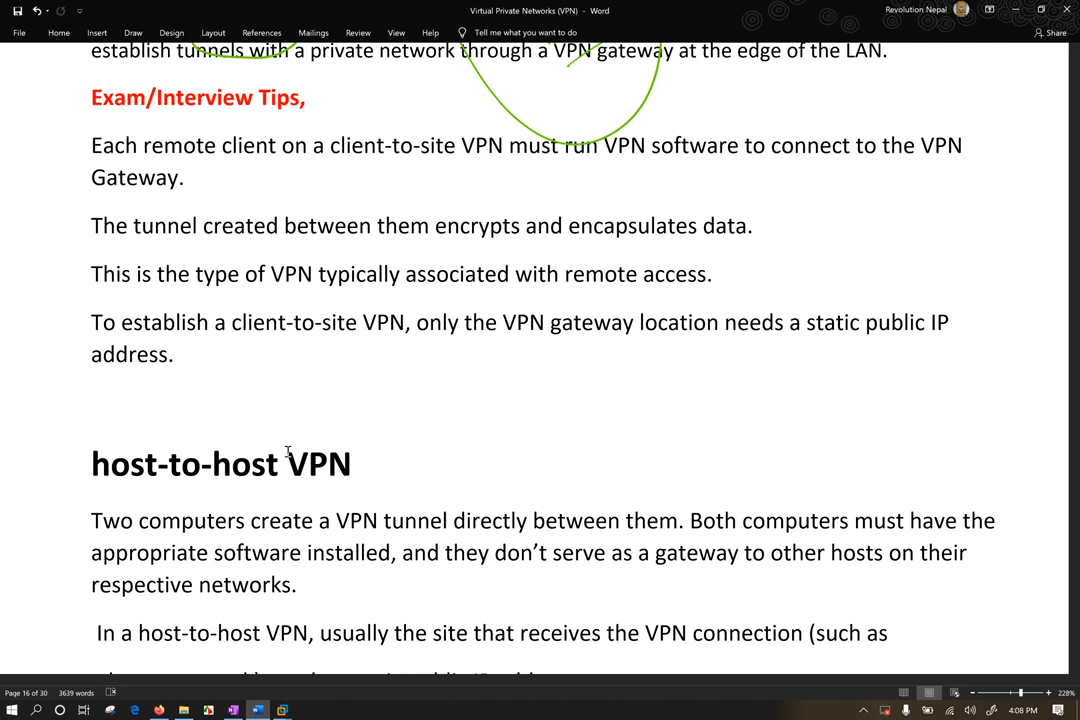 Virtual Private Networks (VPN) - Word
Revolution Nepal
File Home Insert Draw Design Layout References Mailings Review View Help Tell me what you want to do Share
establish tunnels with a private network through a VPN gateway at the edge of the LAN.
Exam/Interview Tips,
Each remote client on a client-to-site VPN must run VPN software to connect to the VPN
Gateway.
The tunnel created between them encrypts and encapsulates data.
This is the type of VPN typically associated with remote access.
To establish a client-to-site VPN, only the VPN gateway location needs a static public IP
address.
host-to-host VPN
Two computers create a VPN tunnel directly between them. Both computers must have the
appropriate software installed, and they don’t serve as a gateway to other hosts on their
respective networks.
In a host-to-host VPN, usually the site that receives the VPN connection (such as
Page 16 of 30 3639 words 228%
4:08 PM